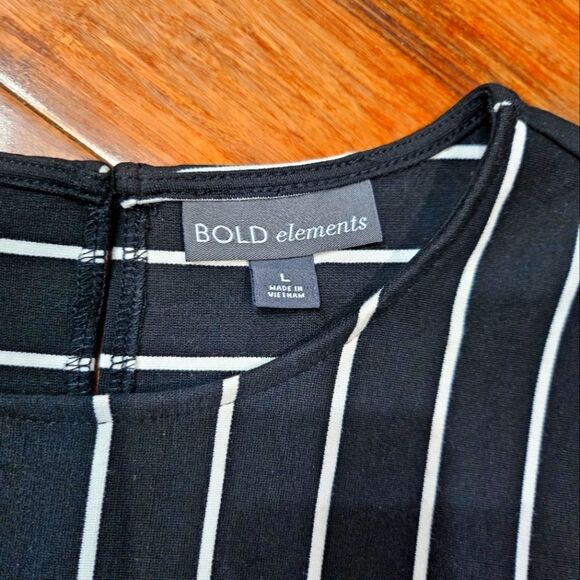 BOLD elements
L
MADE IN
VIETNAM